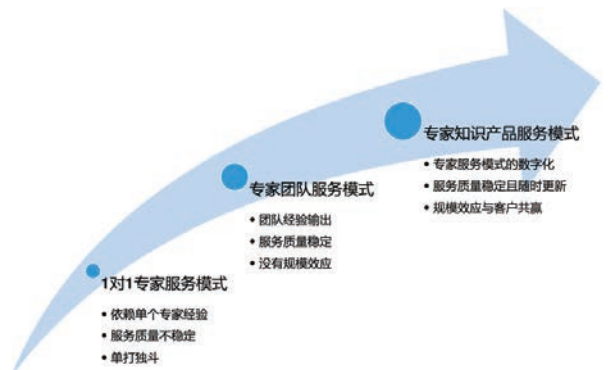 专家知识产品服务模式
• 专家服务模式的数字化
• 服务质量稳定且随时更新
• 规模效应与客户共赢
专家团队服务模式
• 团队经验输出
• 服务质量稳定
• 没有规模效应
1对1专家服务模式
• 依赖单个专家经验
• 服务质量不稳定
• 单打独斗